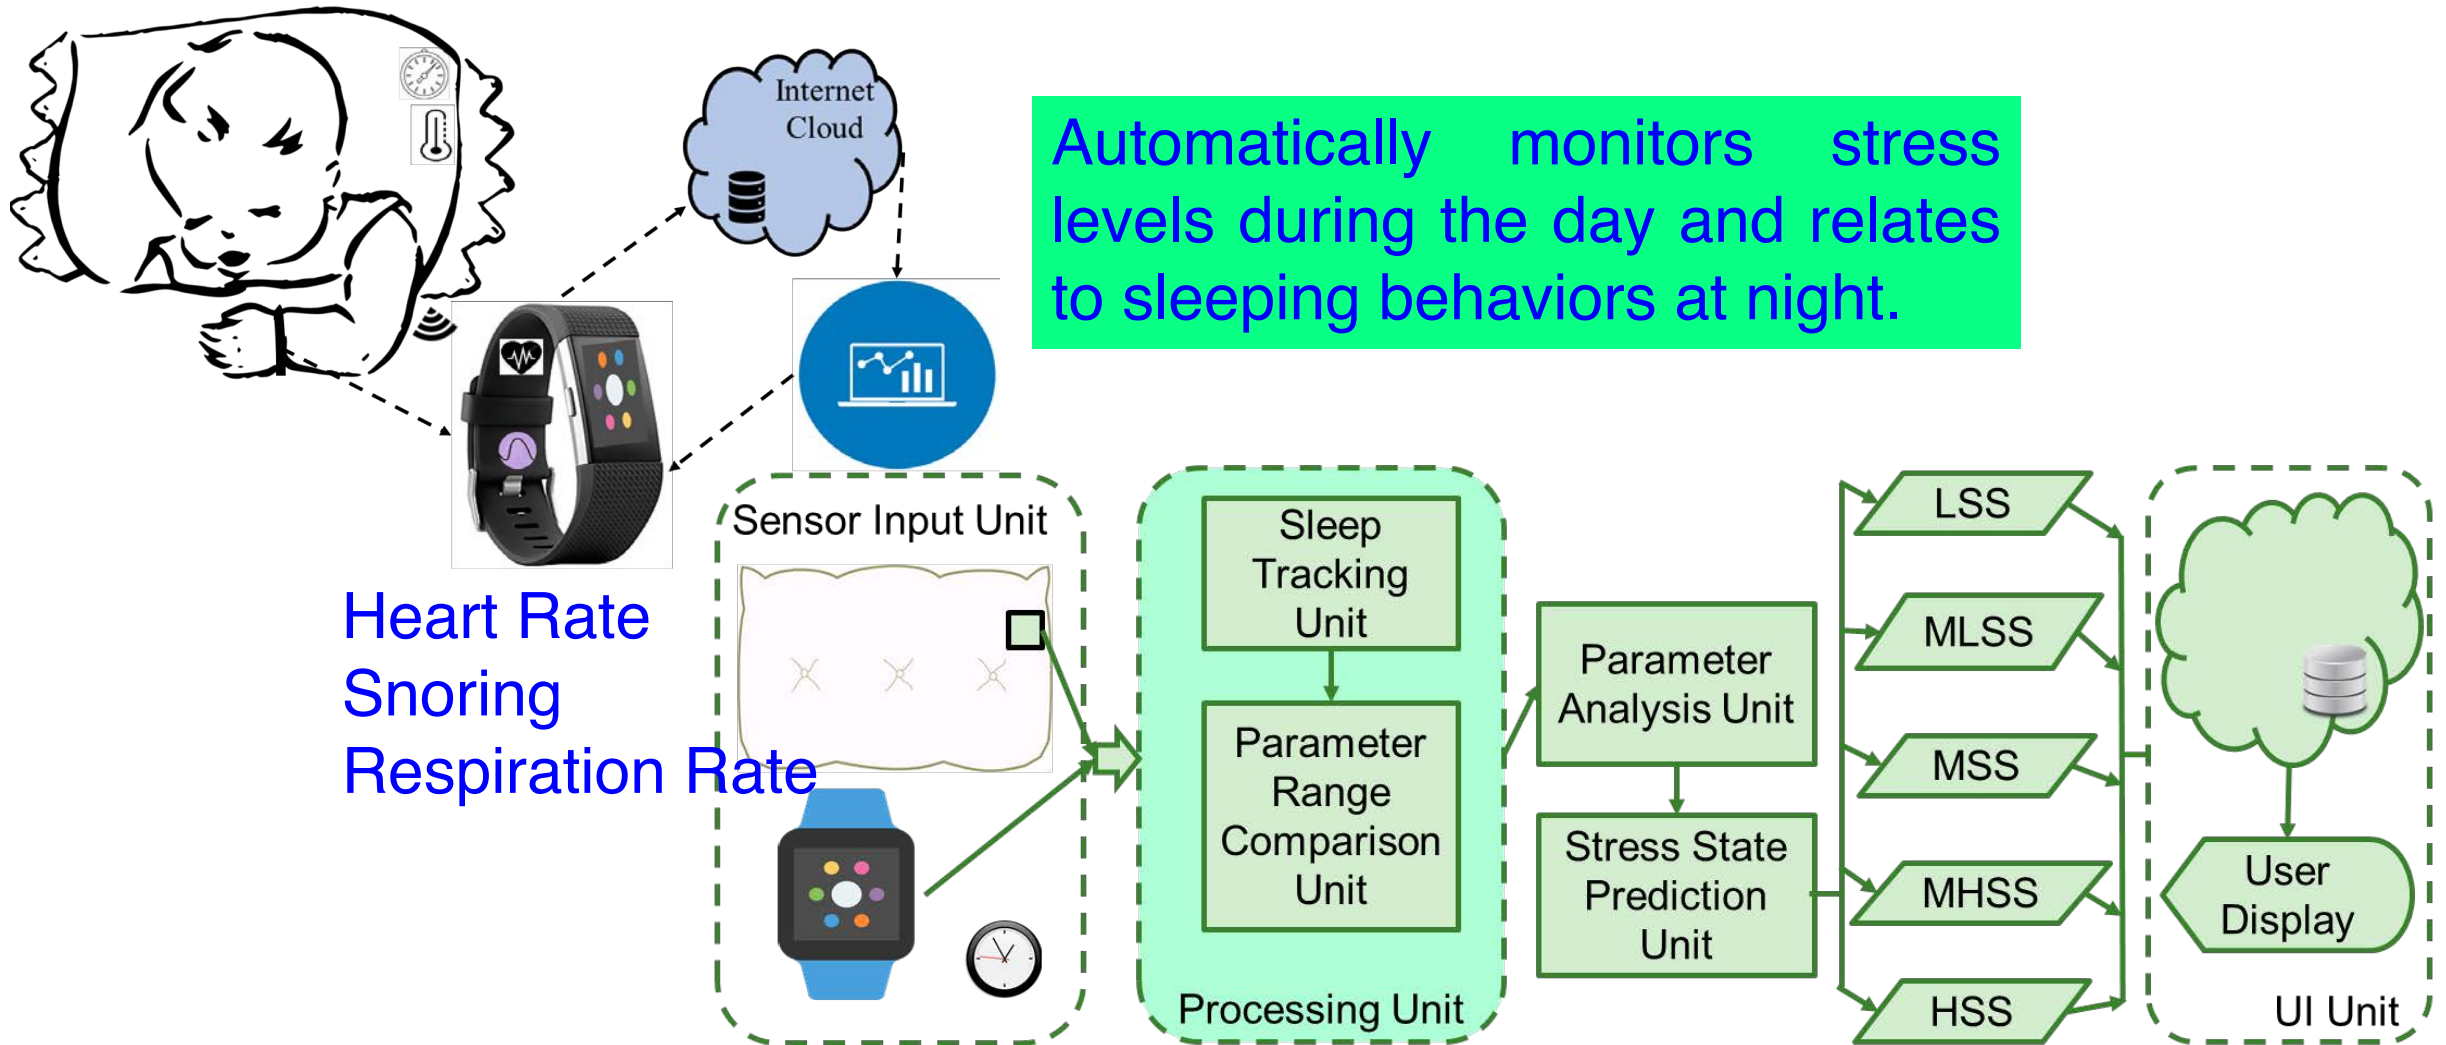 Internet
Cloud
Automatically monitors stress
levels during the day and relates
to sleeping behaviors at night.
Heart Rate
Snoring
Respiration Rate
Sensor Input Unit
Sleep
Tracking
Unit
Parameter
Range
Comparison
Unit
Processing Unit
Parameter
Analysis Unit
Stress State
Prediction
Unit
LSS
MLSS
MSS
MHSS
HSS
User
Display
UI Unit